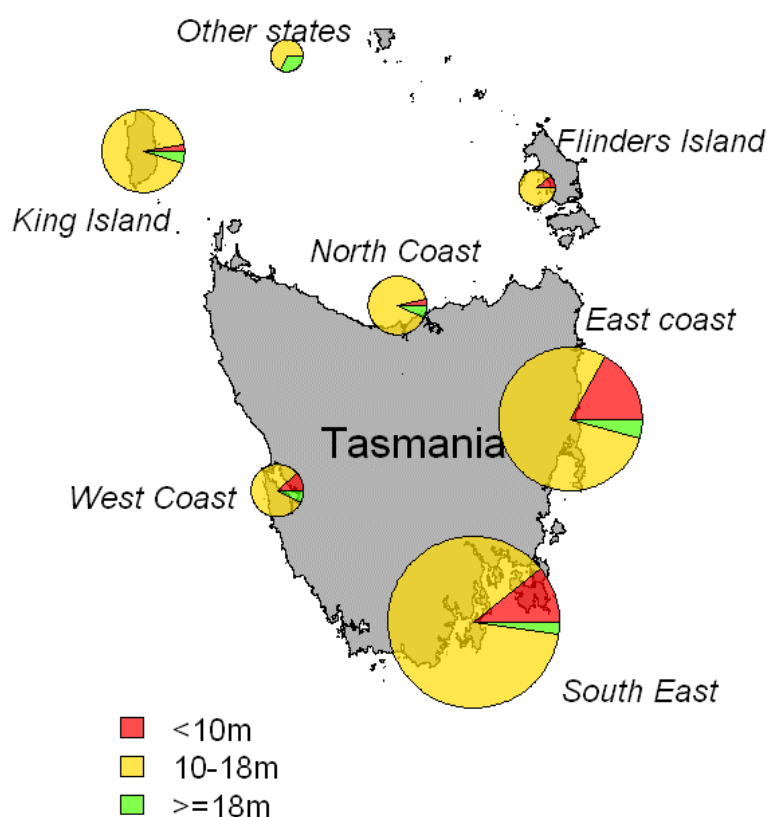 Other states
Flinders Island
King Island
North Coast
East coast
Tasmania
West Coast
South East
<10m
10-18m
>=18m